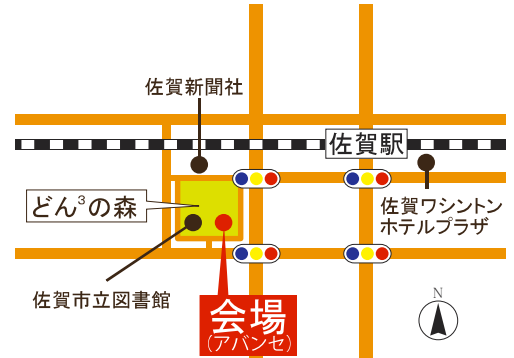 佐賀新聞社
佐賀駅
佐賀ワシントン
ホテルプラザ
どん³の森
佐賀市立図書館
会場
(アバンセ)
N